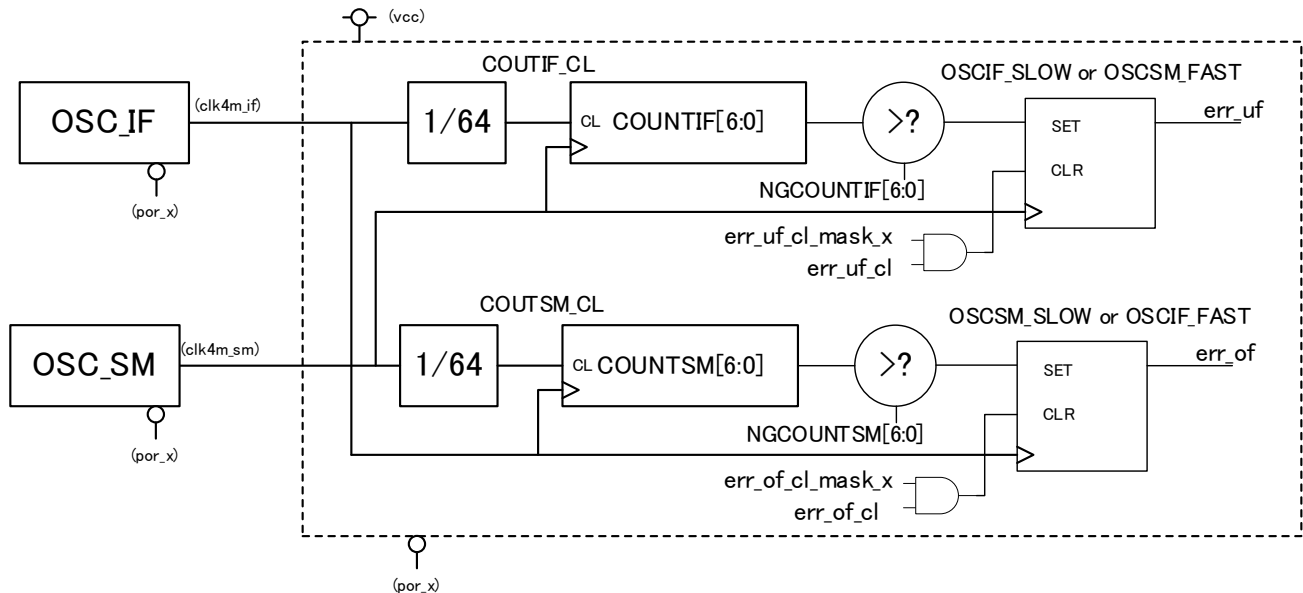 (vcc)
COUTIF_CL
OSCIF_SLOW or OSCSM_FAST
OSC_IF
(clk4m_if)
1/64
CL COUNTIF[6:0]
>?
SET
err_uf
CLR
NGCOUNTIF[6:0]
(por_x)
err_uf_cl_mask_x
err_uf_cl
COUTSM_CL
OSCSM_SLOW or OSCIF_FAST
OSC_SM
(clk4m_sm)
1/64
CL COUNTSM[6:0]
>?
SET
err_of
CLR
NGCOUNTSM[6:0]
(por_x)
err_of_cl_mask_x
err_of_cl
(por_x)